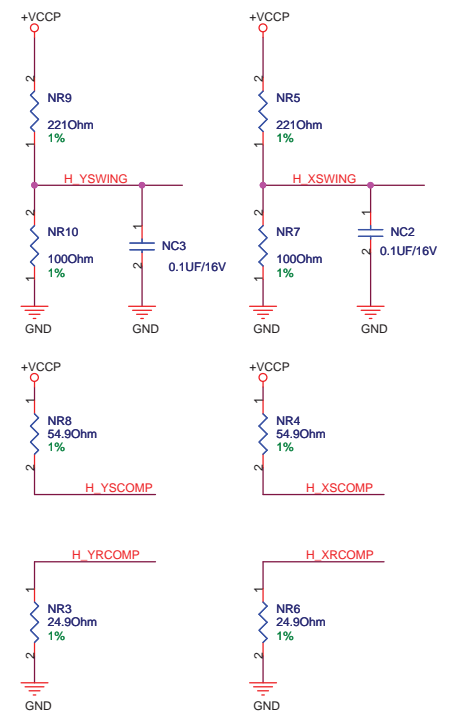 +VCCP
+VCCP
2
2
NR9
NR5
221Ohm
221Ohm
1%
1%
1
1
H_YSWING
H_XSWING
2
1
2
1
NR10
NR7
NC3
NC2
100Ohm
100Ohm
2
2
0.1UF/16V
0.1UF/16V
1%
1%
1
1
GND
GND
GND
GND
+VCCP
+VCCP
1
1
NR8
NR4
54.9Ohm
54.9Ohm
1%
1%
2
2
H_YSCOMP
H_XSCOMP
H_YRCOMP
H_XRCOMP
1
1
NR3
NR6
24.9Ohm
24.9Ohm
1%
1%
2
2
GND
GND